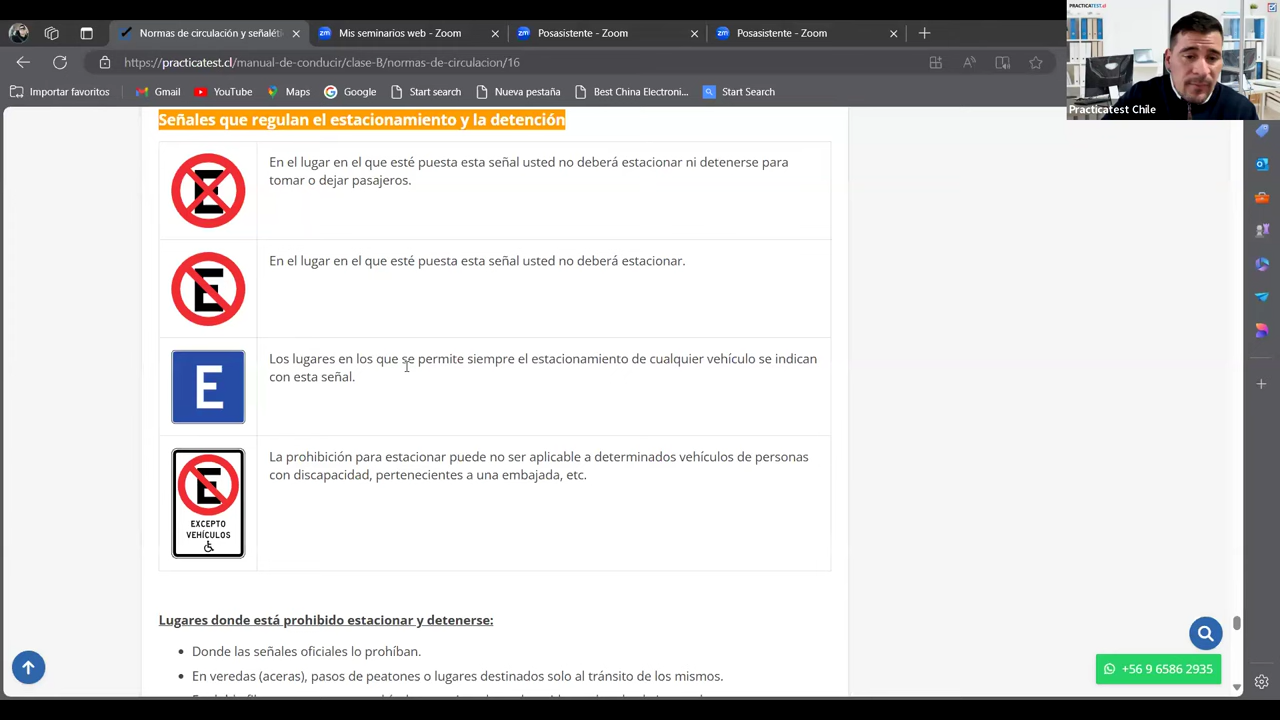 Normas de circulación y señalét
Mis seminarios web - Zoom
Posasistente - Zoom
Posasistente - Zoom
PRACTICATEST.cl
https://practicatest.cl/manual-de-conducir/clase-B/normas-de-circulacion/16
Importar favoritos
Gmail
YouTube
Maps
Google
Start search
Nueva pestaña
Best China Electroni...
Start Search
Practicatest Chile
Señales que regulan el estacionamiento y la detención
E
En el lugar en el que esté puesta esta señal usted no deberá estacionar ni detenerse para
tomar o dejar pasajeros.
E
En el lugar en el que esté puesta esta señal usted no deberá estacionar.
E
Los lugares en los que se permite siempre el estacionamiento de cualquier vehículo se indican
con esta señal.
E
EXCEPTO
VEHÍCULOS
La prohibición para estacionar puede no ser aplicable a determinados vehículos de personas
con discapacidad, pertenecientes a una embajada, etc.
Lugares donde está prohibido estacionar y detenerse:
Donde las señales oficiales lo prohíban.
En veredas (aceras), pasos de peatones o lugares destinados solo al tránsito de los mismos.
+56 9 6586 2935